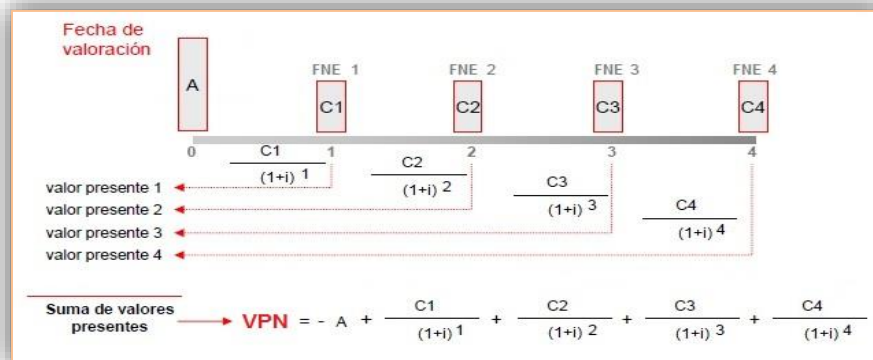 Fecha de
valoración
FNE 1 FNE 2 FNE 3 FNE 4
A C1 C2 C3 C4
0 1 2 3 4
C1
(1+i) 1
C2
(1+i) 2
C3
(1+i) 3
C4
(1+i) 4
valor presente 1
valor presente 2
valor presente 3
valor presente 4
Suma de valores
presentes
VPN = - A + C1 + C2 + C3 + C4
(1+i) 1 (1+i) 2 (1+i) 3 (1+i) 4